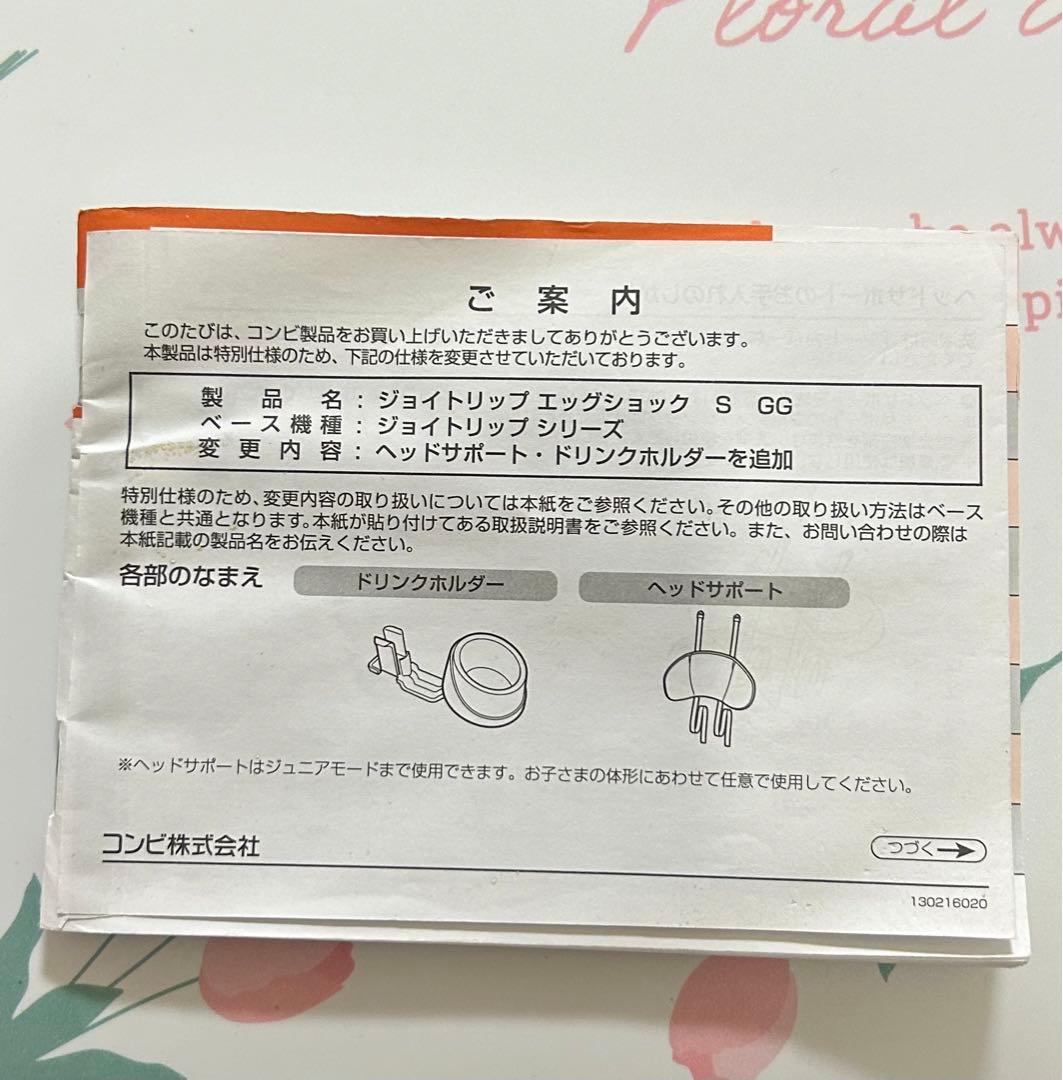 Floral
alw
pi
ご案内
このたびは、コンビ製品をお買い上げいただきましてありがとうございます。
本製品は特別仕様のため、下記の仕様を変更させていただいております。
製品名：ジョイトリップ エッグショック S GG
ベース機種：ジョイトリップ シリーズ
変更内容：ヘッドサポート・ドリンクホルダーを追加
特別仕様のため、変更内容の取り扱いについては本紙をご参照ください。その他の取り扱い方法はベース
機種と共通となります。本紙が貼り付けてある取扱説明書をご参照ください。また、お問い合わせの際は
本紙記載の製品名をお伝えください。
各部のなまえ
ドリンクホルダー
ヘッドサポート
※ヘッドサポートはジュニアモードまで使用できます。お子さまの体形にあわせて任意で使用してください。
コンビ株式会社
つづく
130216020